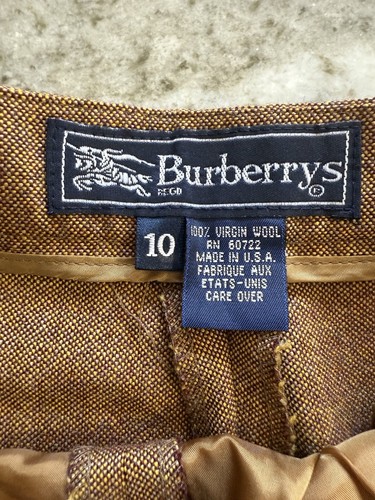 Burberrys
REGD
®
10
100% VIRGIN WOOL
RN 60722
MADE IN U.S.A.
FABRIQUE AUX
ETATS-UNIS
CARE OVER